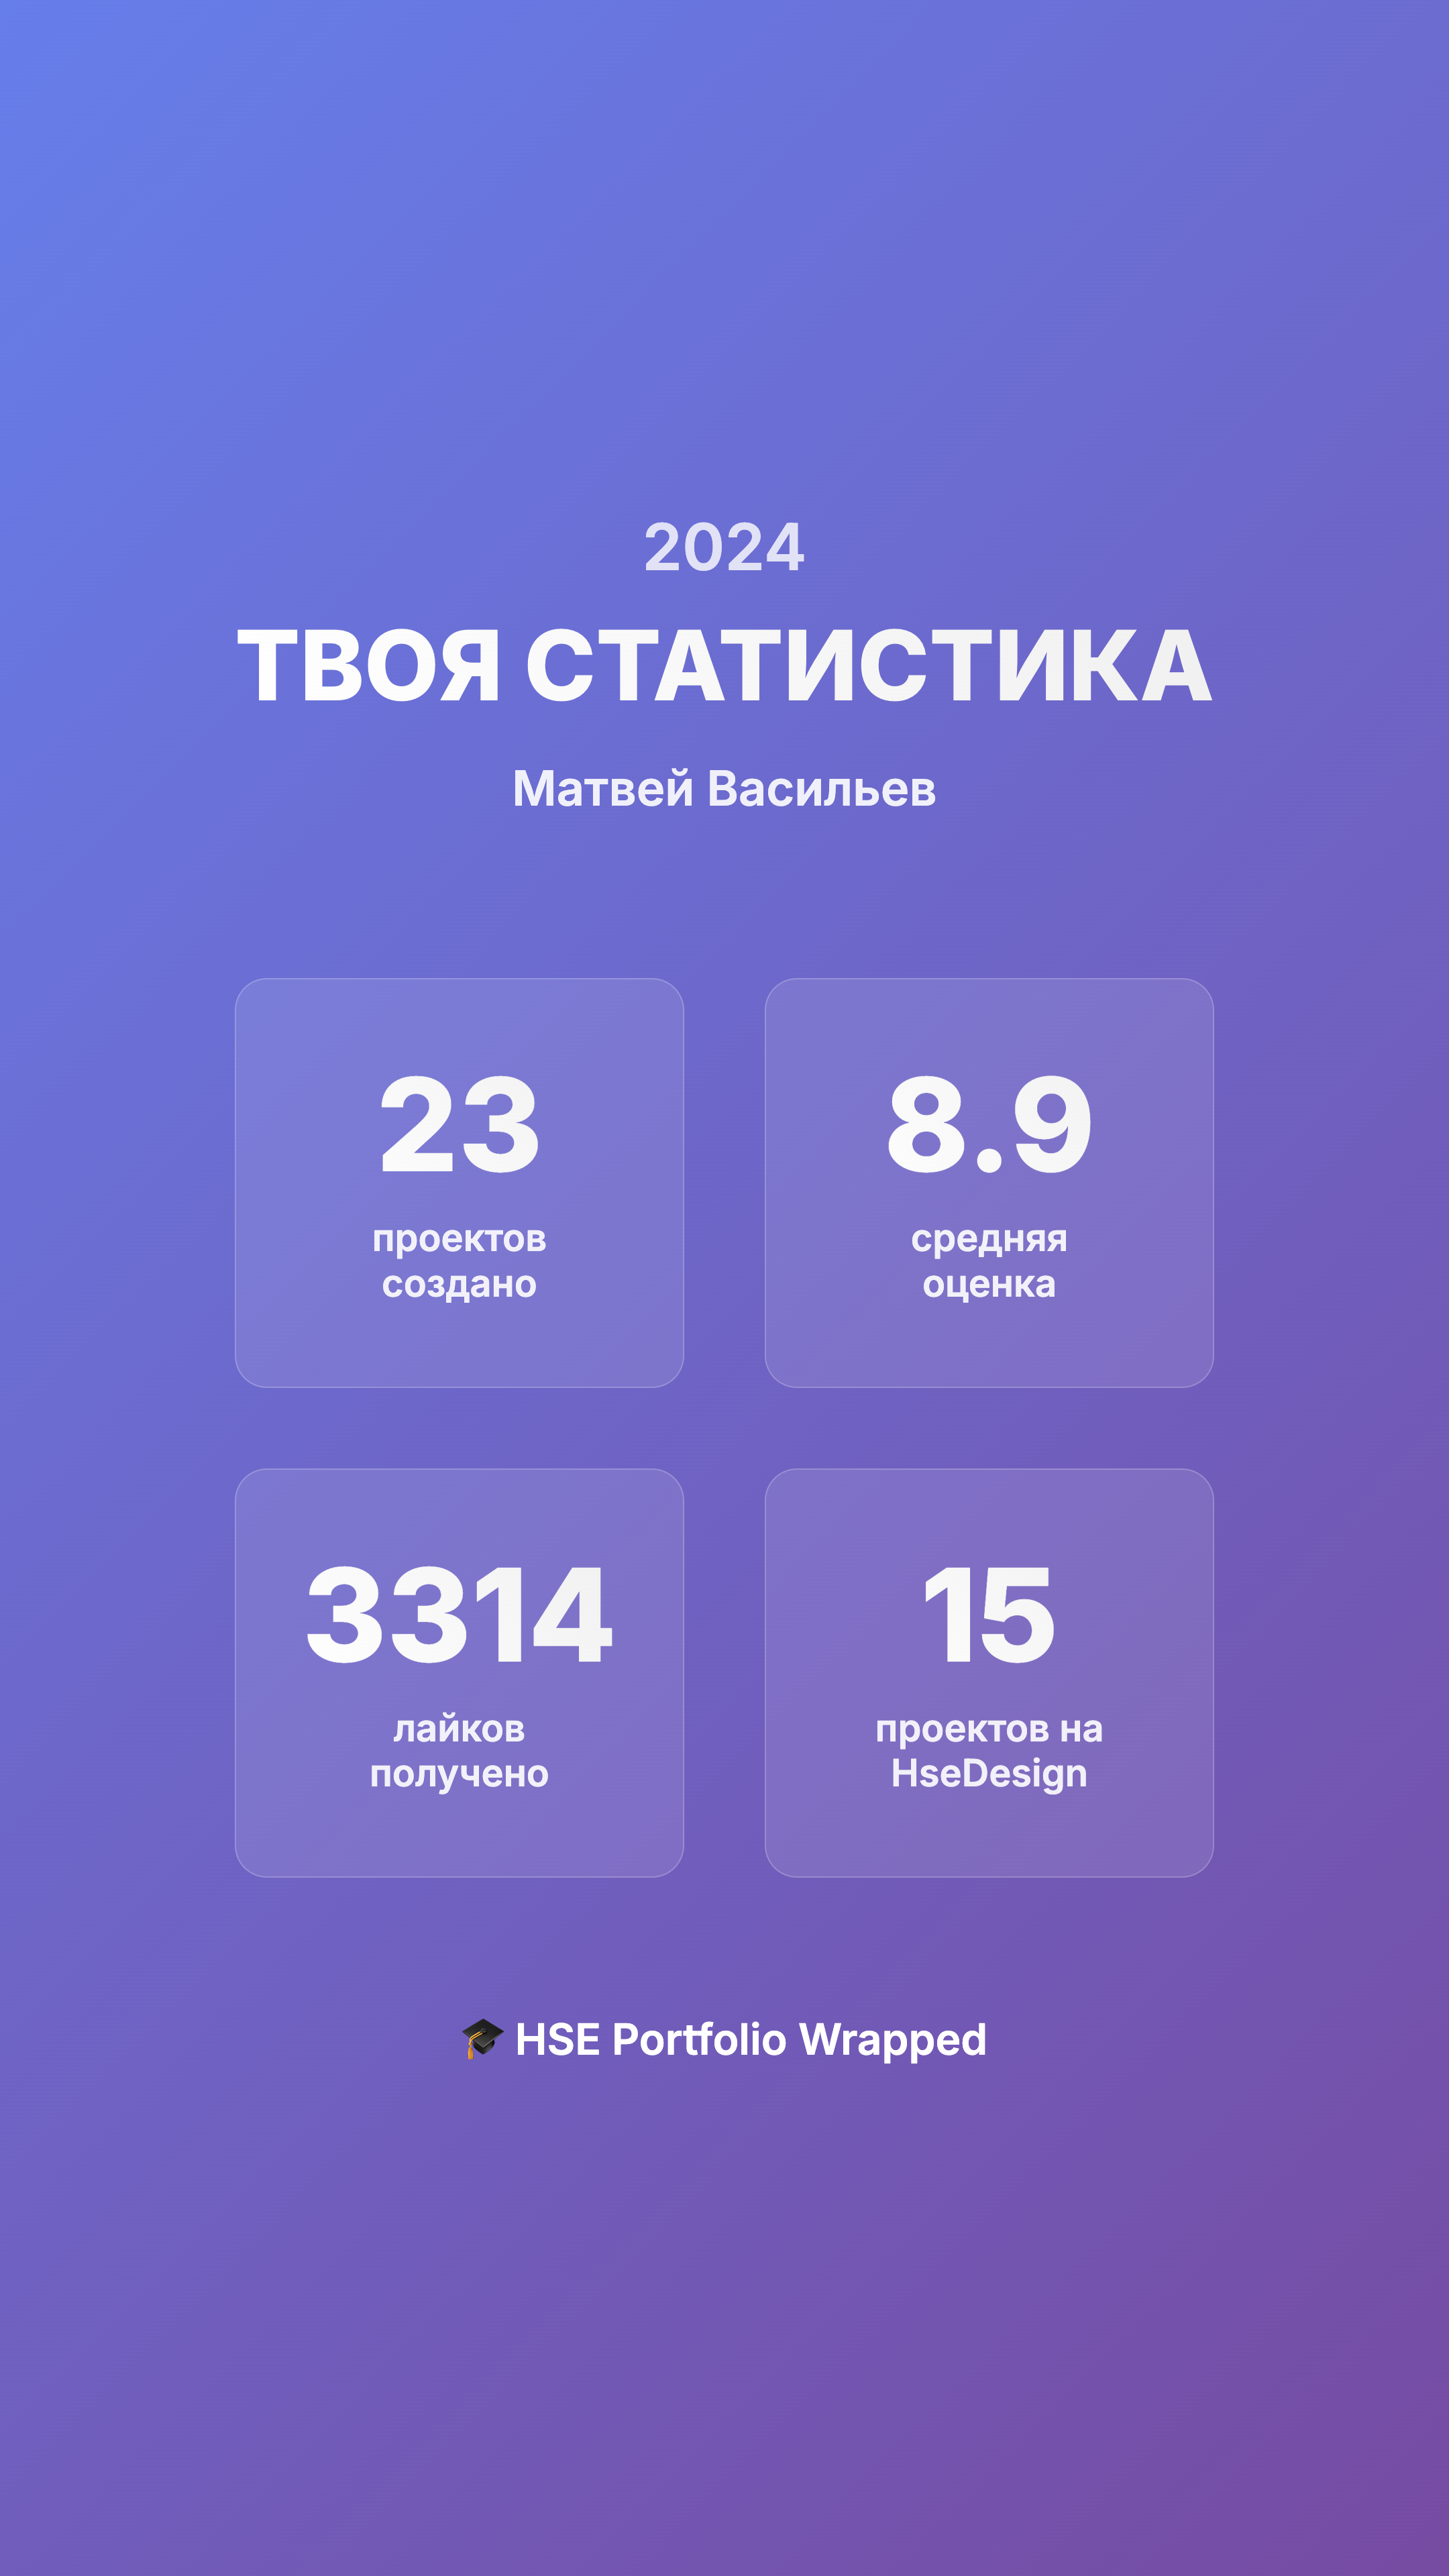 2024
ТВОЯ СТАТИСТИКА
Матвей Васильев
23
проектов
создано
8.9
средняя
оценка
3314
лайков
получено
15
проектов на
HseDesign
🎓 HSE Portfolio Wrapped